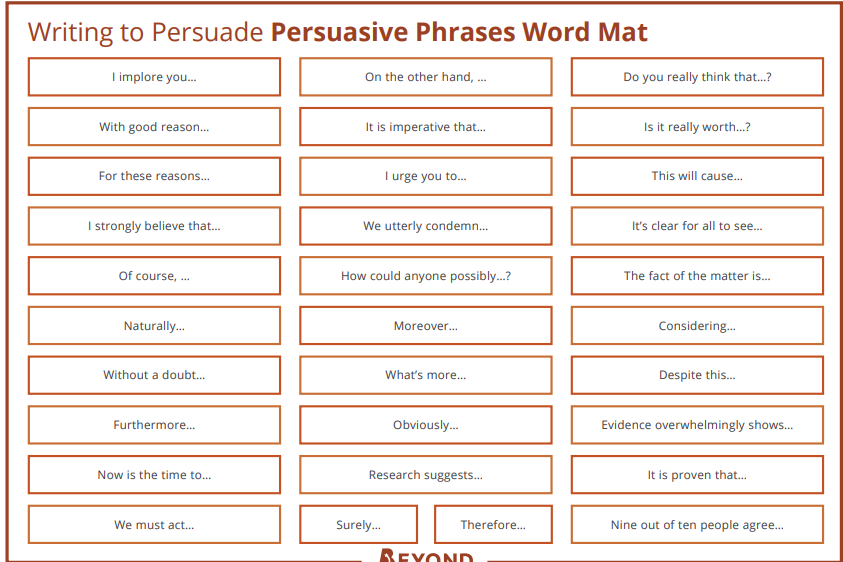 Writing to Persuade Persuasive Phrases Word Mat
I implore you...
On the other hand, ...
Do you really think that...?
With good reason...
It is imperative that...
Is it really worth...?
For these reasons...
I urge you to...
This will cause...
I strongly believe that...
We utterly condemn...
It’s clear for all to see...
Of course, ...
How could anyone possibly...?
The fact of the matter is...
Naturally...
Moreover...
Considering...
Without a doubt...
What’s more...
Despite this...
Furthermore...
Obviously...
Evidence overwhelmingly shows...
Now is the time to...
Research suggests...
It is proven that...
We must act...
Surely...
Therefore...
Nine out of ten people agree...
BEYOND